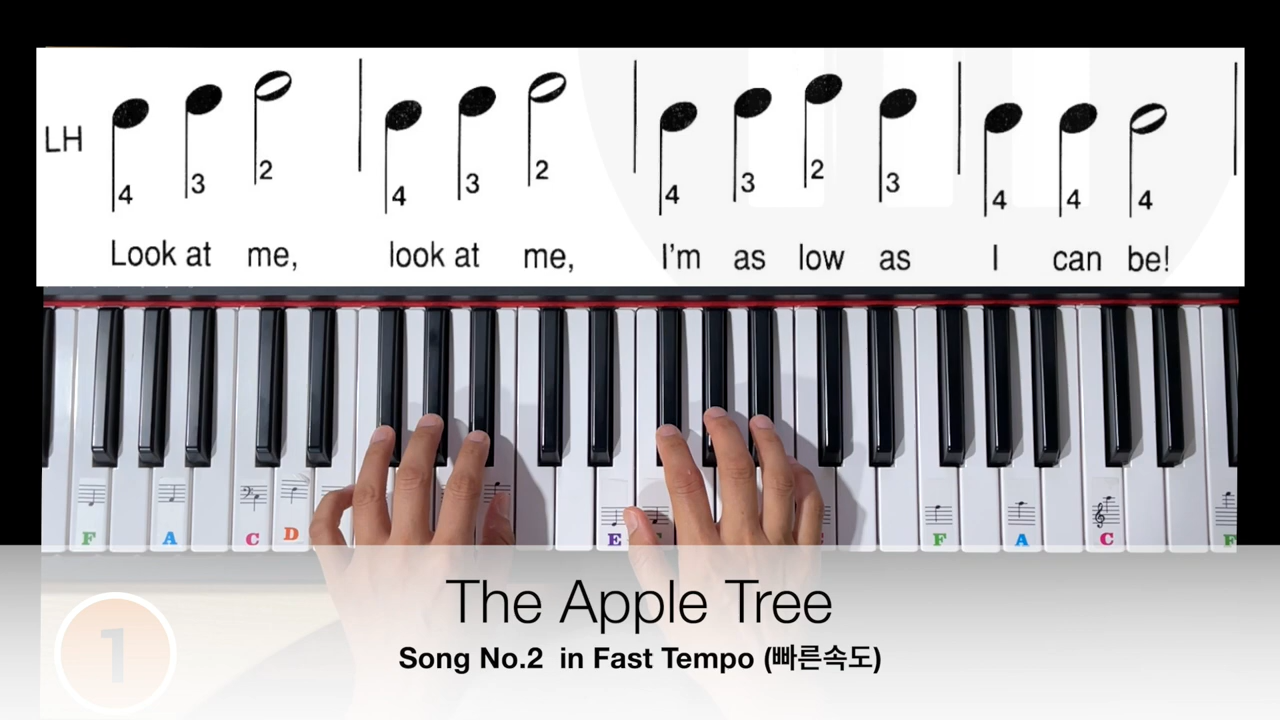 LH
4 3 2 4 3 2 4 3 2 3 4 4 4
Look at me, look at me, I'm as low as I can be!
F A C D E F A C F
The Apple Tree
Song No.2 in Fast Tempo (빠른속도)
1